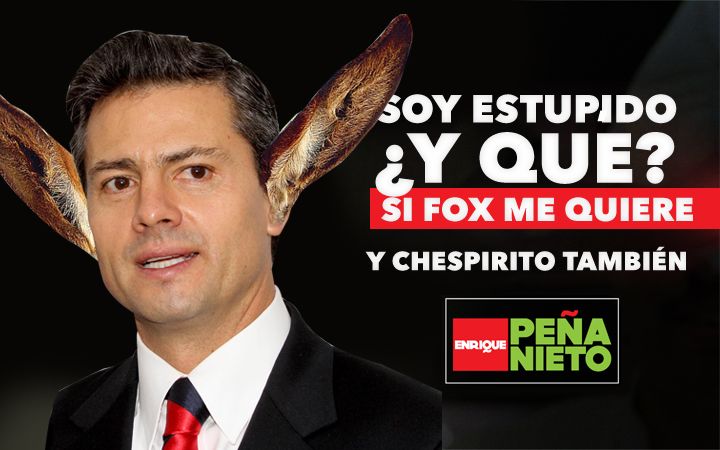 SOY ESTUPIDO
¿Y QUE?
SI FOX ME QUIERE
Y CHESPIRITO TAMBIÉN
ENRIQUE
PEÑA
NIETO